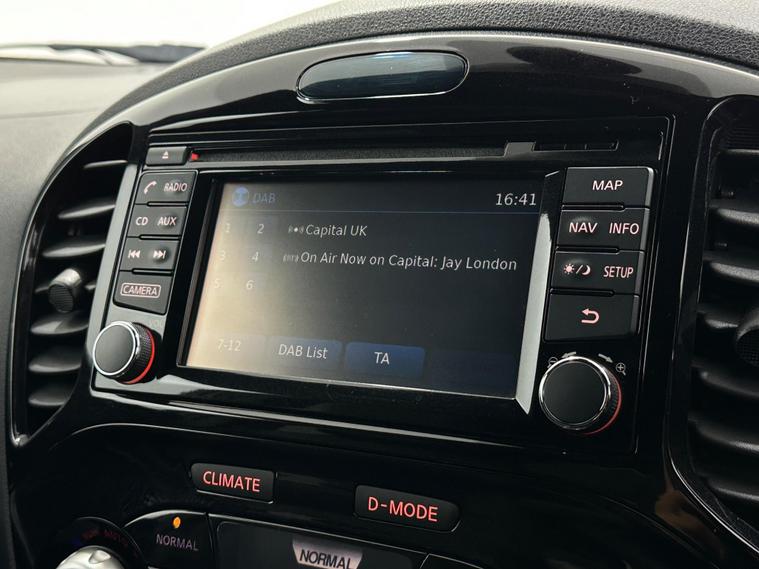 RADIO
CD AUX
CAMERA
DAB 16:41
1 2 Capital UK
3 4 On Air Now on Capital: Jay London
5 6
7-12 DAB List TA
MAP
NAV INFO
SETUP
CLIMATE
D-MODE
NORMAL
NORMAL